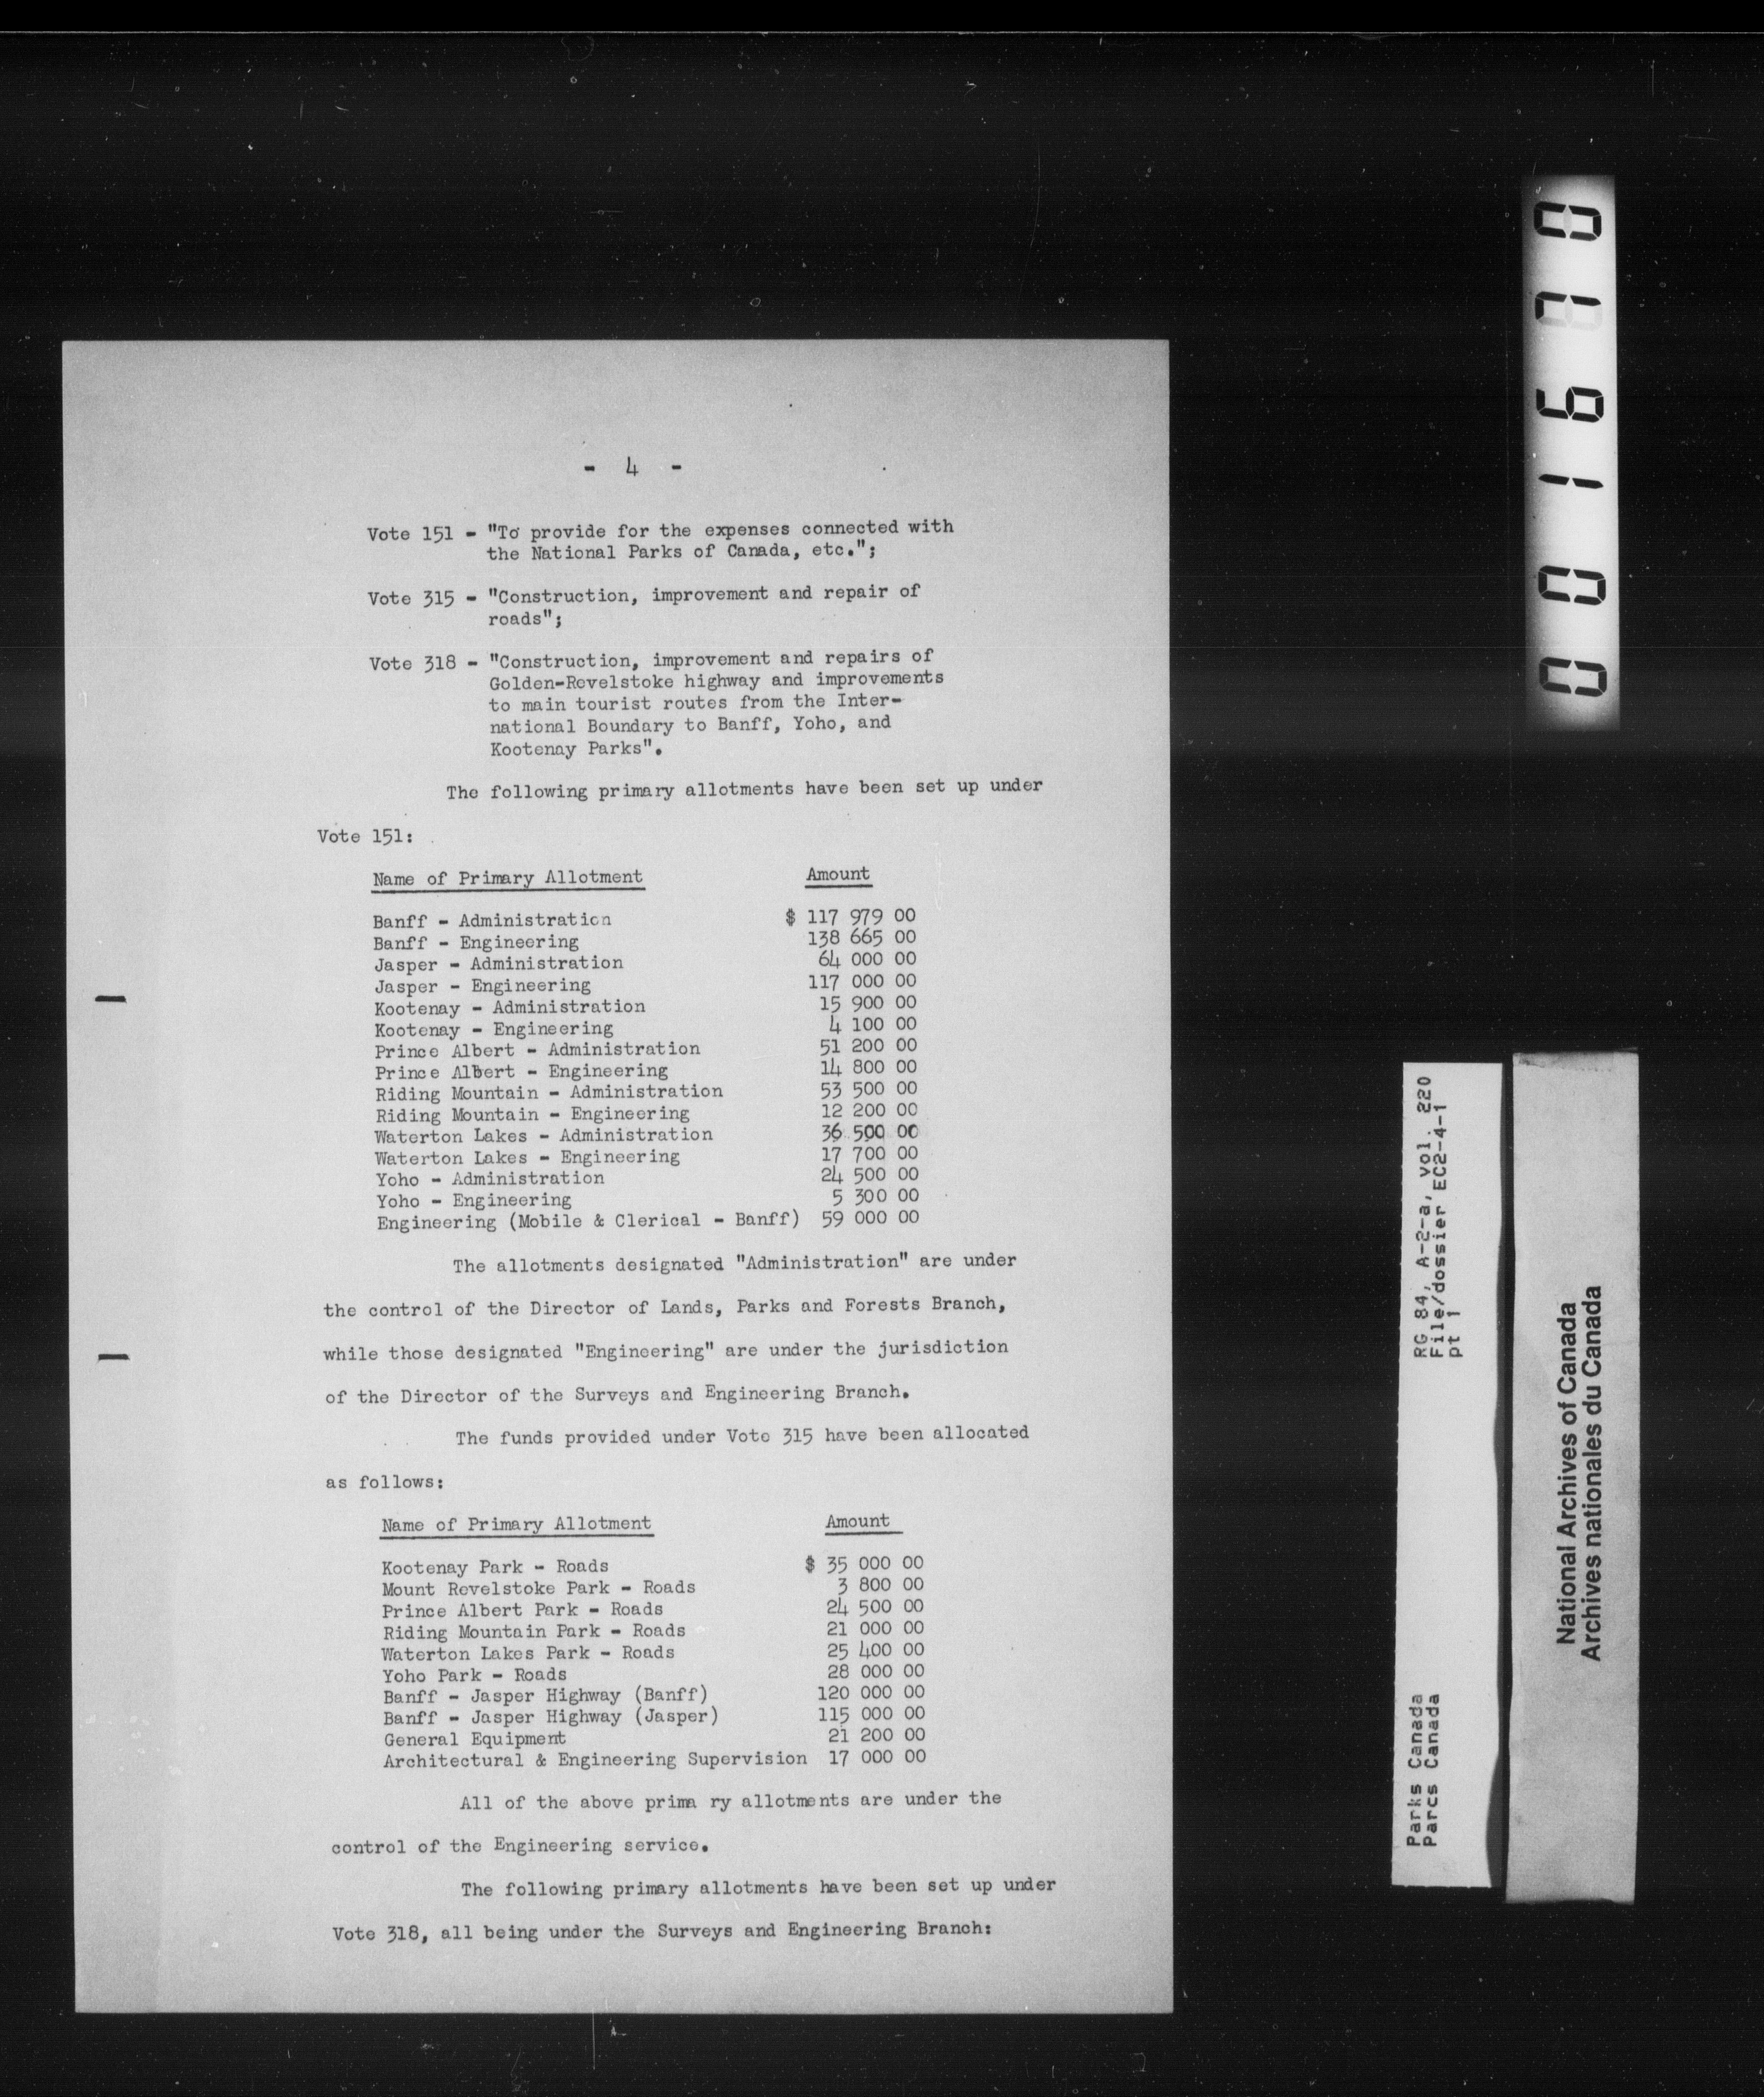 - 4 -
Vote 151 - "To provide for the expenses connected with
the National Parks of Canada, etc.";
Vote 315 - "Construction, improvement and repair of
roads";
Vote 318 - "Construction, improvement and repairs of
Golden-Revelstoke highway and improvements
to main tourist routes from the Inter-
national Boundary to Banff, Yoho, and
Kootenay Parks".
The following primary allotments have been set up under
Vote 151:
Name of Primary Allotment Amount
Banff - Administration $ 117 979 00
Banff - Engineering 138 665 00
Jasper - Administration 64 000 00
Jasper - Engineering 117 000 00
Kootenay - Administration 15 900 00
Kootenay - Engineering 4 100 00
Prince Albert - Administration 51 200 00
Prince Albert - Engineering 14 800 00
Riding Mountain - Administration 53 500 00
Riding Mountain - Engineering 12 200 00
Waterton Lakes - Administration 36 500 00
Waterton Lakes - Engineering 17 700 00
Yoho - Administration 24 500 00
Yoho - Engineering 5 300 00
Engineering (Mobile & Clerical - Banff) 59 000 00
The allotments designated "Administration" are under
the control of the Director of Lands, Parks and Forests Branch,
while those designated "Engineering" are under the jurisdiction
of the Director of the Surveys and Engineering Branch.
The funds provided under Vote 315 have been allocated
as follows:
Name of Primary Allotment Amount
Kootenay Park - Roads $ 35 000 00
Mount Revelstoke Park - Roads 3 800 00
Prince Albert Park - Roads 24 500 00
Riding Mountain Park - Roads 21 000 00
Waterton Lakes Park - Roads 25 400 00
Yoho Park - Roads 28 000 00
Banff - Jasper Highway (Banff) 120 000 00
Banff - Jasper Highway (Jasper) 115 000 00
General Equipment 21 200 00
Architectural & Engineering Supervision 17 000 00
All of the above prima ry allotments are under the
control of the Engineering service.
The following primary allotments have been set up under
Vote 318, all being under the Surveys and Engineering Branch:
Parks Canada
Parcs Canada
RG 84, A-2-a, vol. 220
File/dossier EC2-4-1
pt 1
National Archives of Canada
Archives nationales du Canada